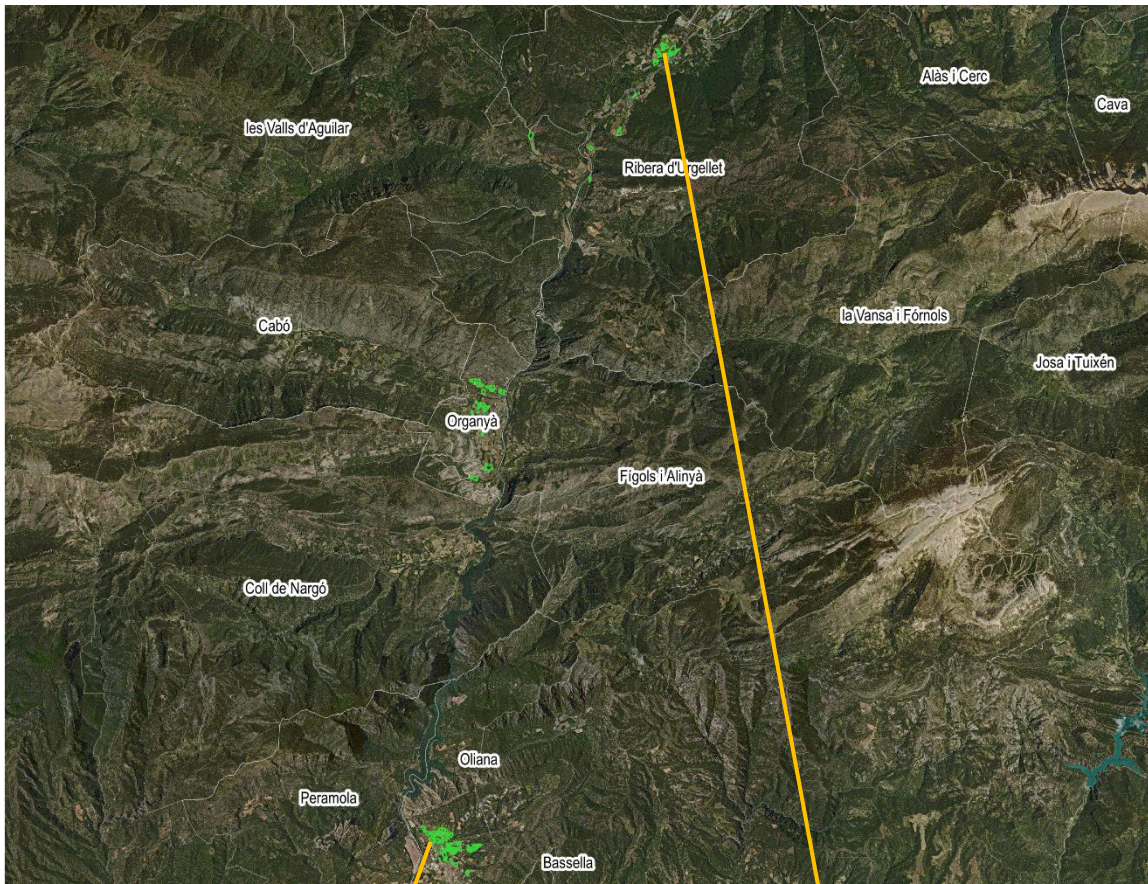 Alàs i Cerc
Cava
les Valls d'Aguilar
Ribera d'Urgellet
la Vansa i Fórnols
Cabó
Josa i Tuixén
Organyà
Fígols i Alinyà
Coll de Nargó
Oliana
Peramola
Bassella